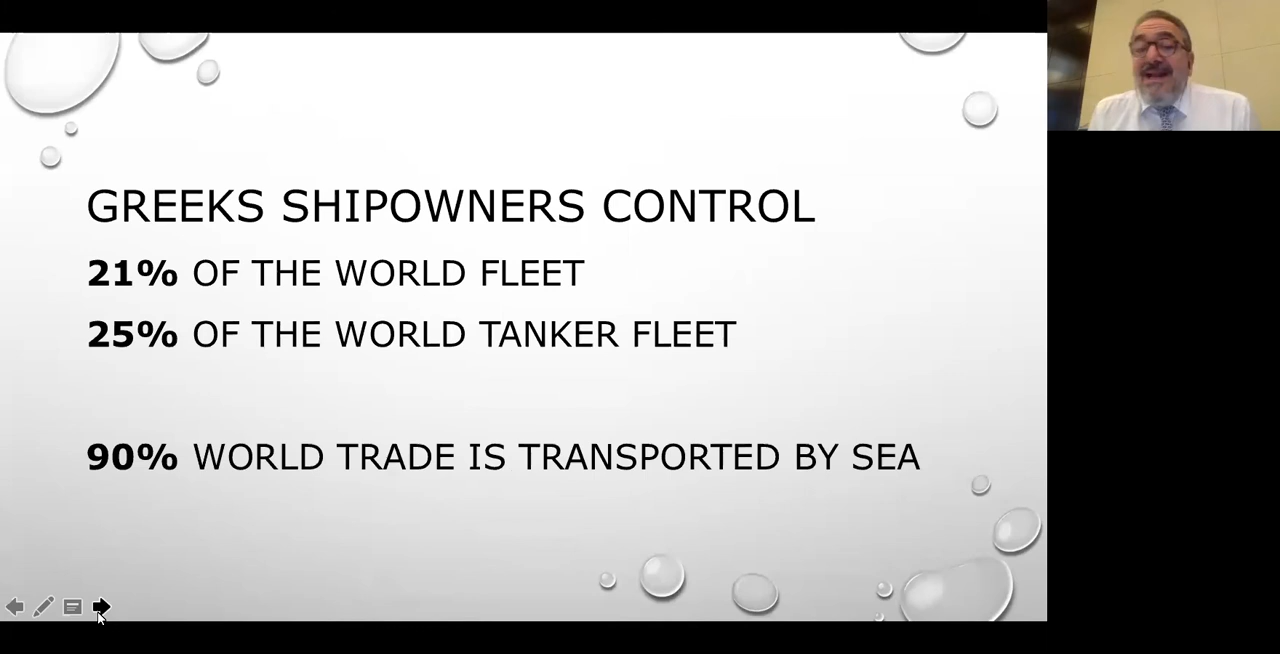 GREEKS SHIPOWNERS CONTROL
21% OF THE WORLD FLEET
25% OF THE WORLD TANKER FLEET
90% WORLD TRADE IS TRANSPORTED BY SEA